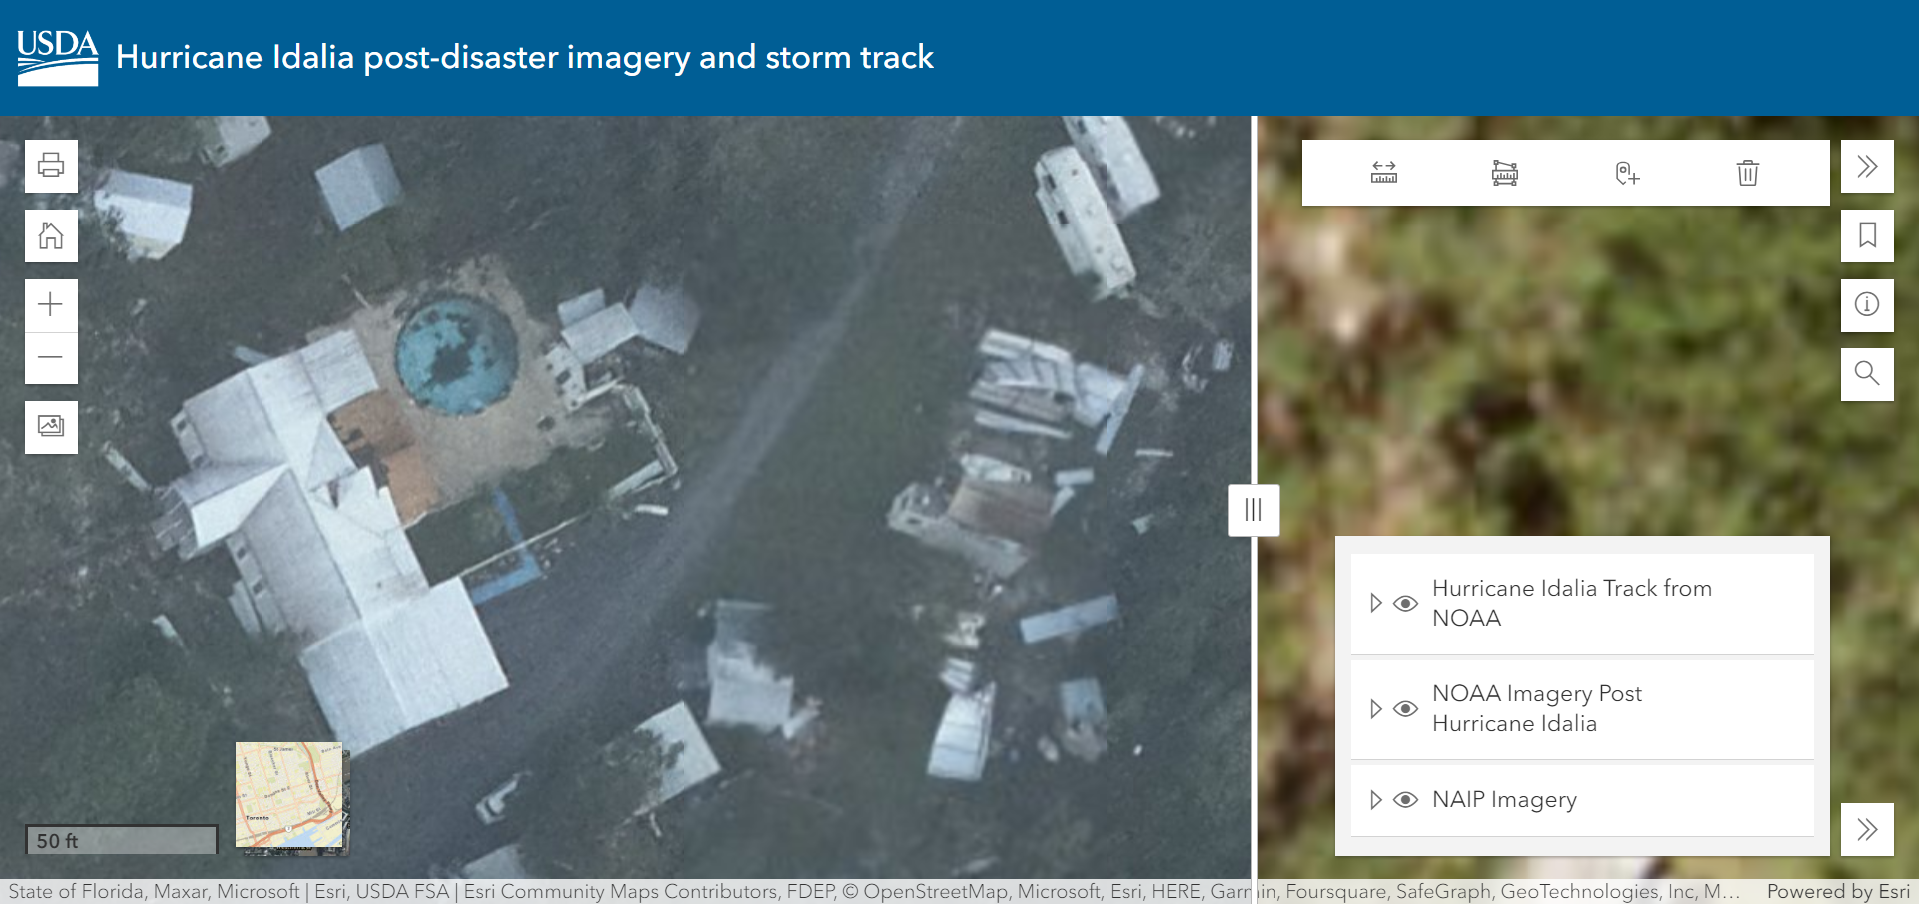 USDA
Hurricane Idalia post-disaster imagery and storm track
Hurricane Idalia Track from
NOAA
NOAA Imagery Post
Hurricane Idalia
NAIP Imagery
Toronto
50 ft
State of Florida, Maxar, Microsoft | Esri, USDA FSA | Esri Community Maps Contributors, FDEP, © OpenStreetMap, Microsoft, Esri, HERE, Garmin, Foursquare, SafeGraph, GeoTechnologies, Inc, M...
Powered by Esri